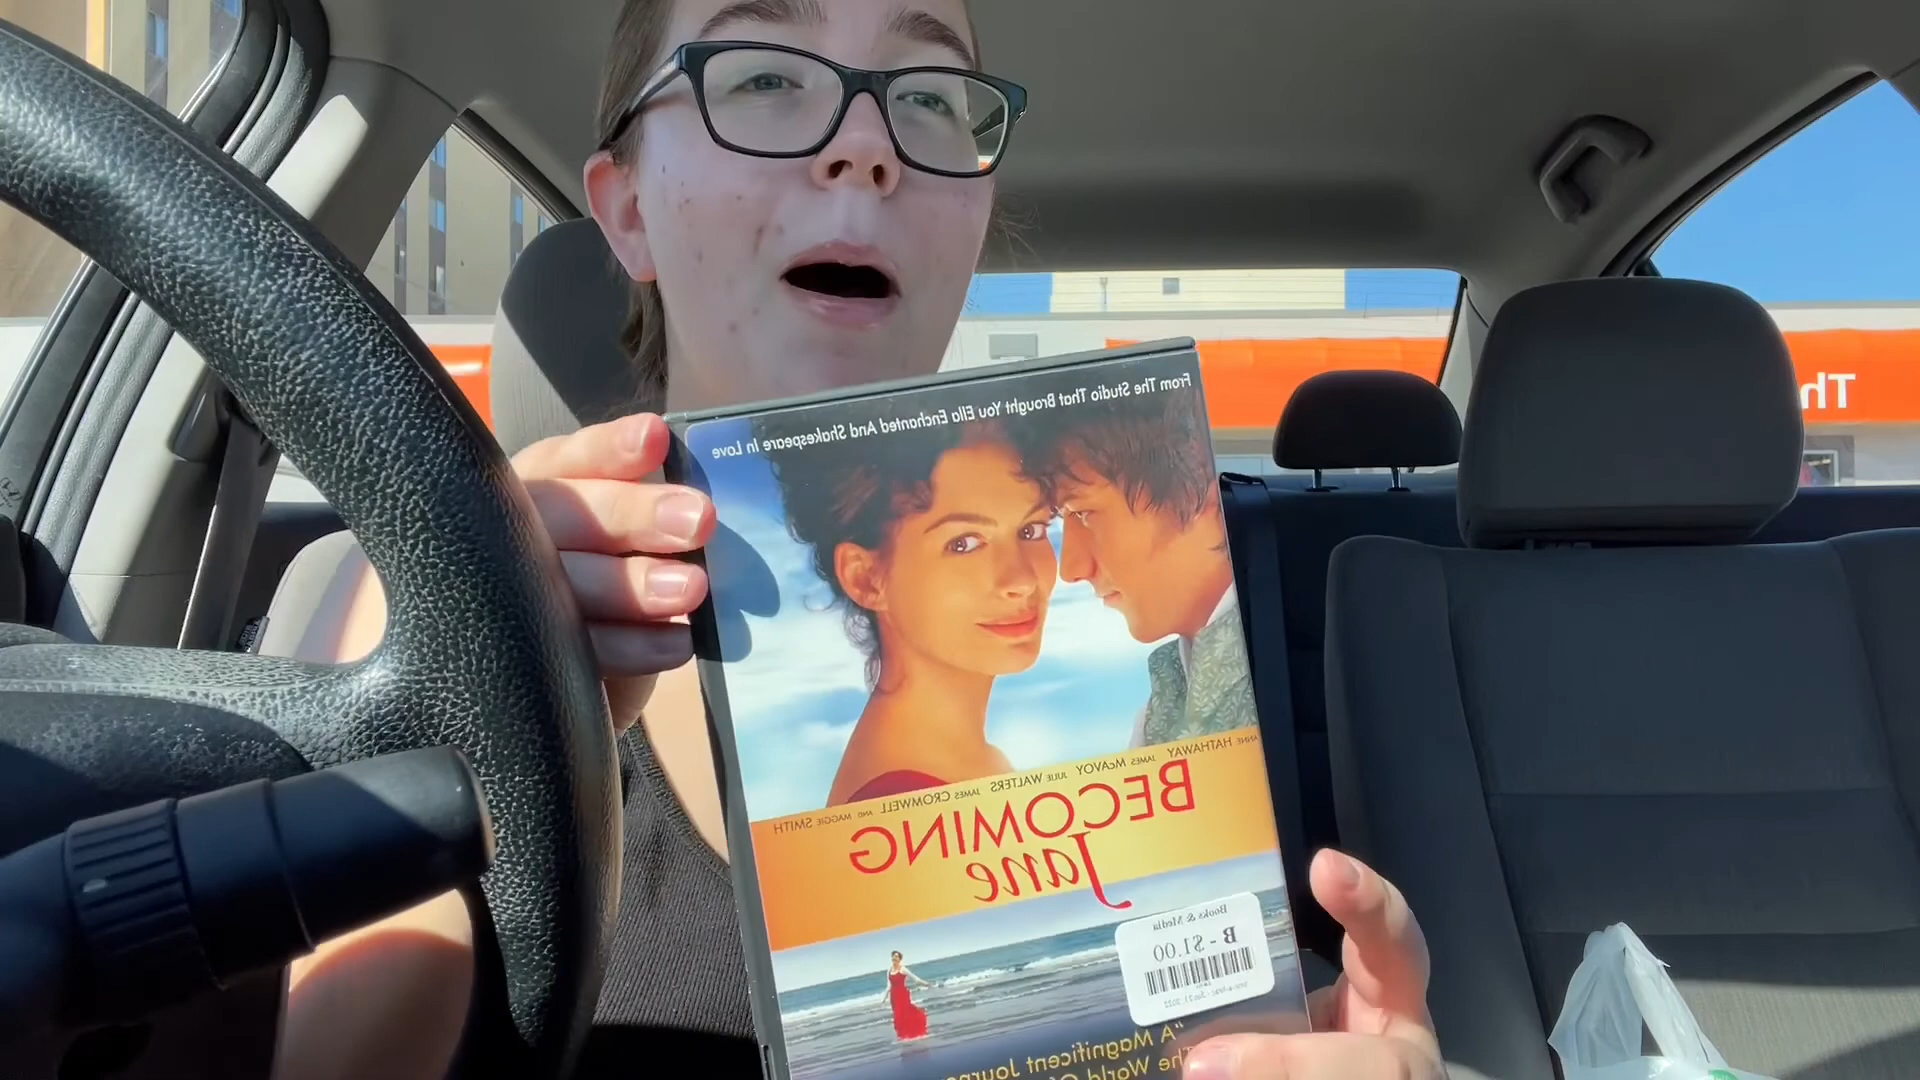 From The Studio That Brought You Ella Enchanted And Shakespeare In Love
ANNE HATHAWAY JAMES McAVOY JULIE WALTERS JAMES CROMWELL AND MAGGIE SMITH
BECOMING
Jane
Books & Media
B - $1.00
"A Magnificent
The World
Th